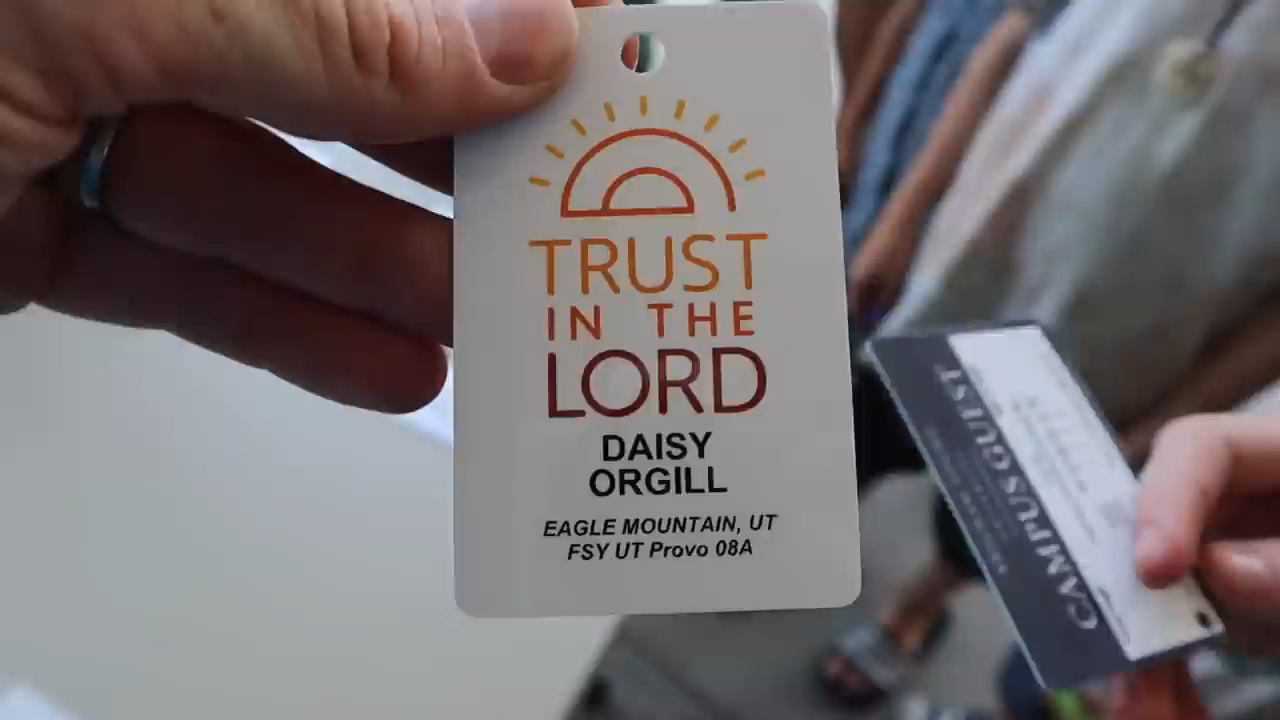 TRUST
IN THE
LORD
DAISY
ORGILL
EAGLE MOUNTAIN, UT
FSY UT Provo 08A
CAMPUS GUEST